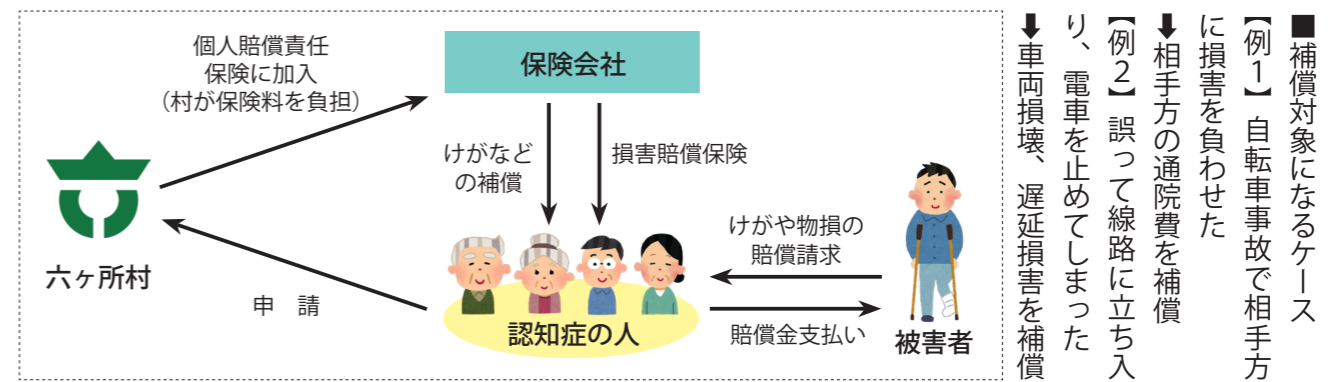 ■補償対象になるケース
【例1】自転車事故で相手方
に損害を負わせた
➡相手方の通院費を補償
【例2】誤って線路に立ち入
り、電車を止めてしまった
➡車両損壊、遅延損害を補償
個人賠償責任
保険に加入
（村が保険料を負担）
保険会社
けがなど
の補償
損害賠償保険
六ヶ所村
申　請
認知症の人
けがや物損の
賠償請求
賠償金支払い
被害者